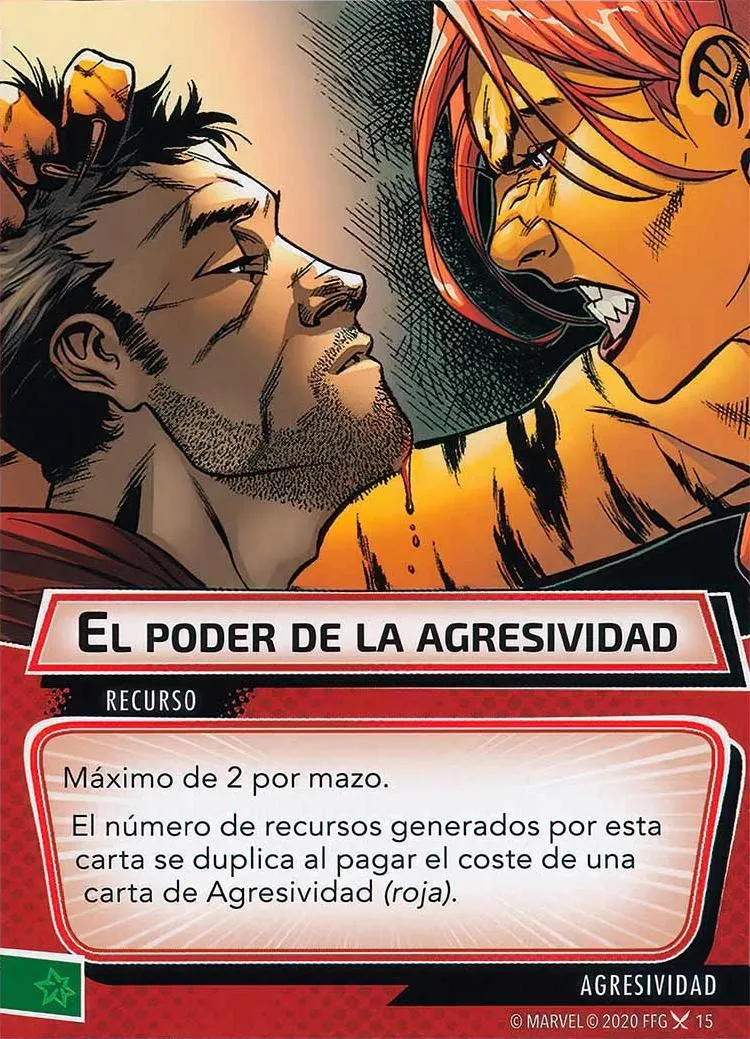 EL PODER DE LA AGRESIVIDAD
RECURSO
Máximo de 2 por mazo.
El número de recursos generados por esta
carta se duplica al pagar el coste de una
carta de Agresividad (roja).
AGRESIVIDAD
© MARVEL © 2020 FFG 15